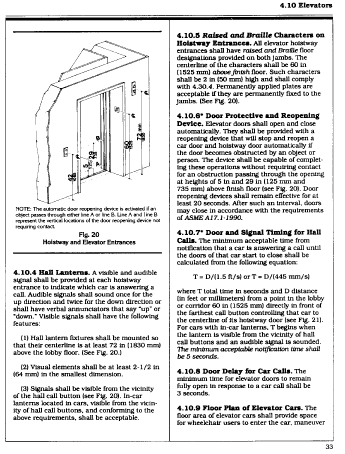 4.10 Elevators
NOTE: The automatic door reopening device is activated if an
object passes through either line A or line B. Line A and line B
represent the vertical locations of the door reopening device not
requiring contact.
Fig. 20
Hoistway and Elevator Entrances
4.10.4 Hall Lanterns. A visible and audible
signal shall be provided at each hoistway
entrance to indicate which car is answering a
call. Audible signals shall sound once for the
up direction and twice for the down direction or
shall have verbal annunciators that say "up" or
"down." Visible signals shall have the following
features:
(1) Hall lantern fixtures shall be mounted so
that their centerline is at least 72 in (1830 mm)
above the lobby floor. (See Fig. 20.)
(2) Visual elements shall be at least 2-1/2 in
(64 mm) in the smallest dimension.
(3) Signals shall be visible from the vicinity
of the hall call button (see Fig. 20). In-car
lanterns located in cars, visible from the vicin-
ity of hall call buttons, and conforming to the
above requirements, shall be acceptable.
4.10.5 Raised and Braille Characters on
Hoistway Entrances. All elevator hoistway
entrances shall have raised and Braille floor
designations provided on both jambs. The
centerline of the characters shall be 60 in
(1525 mm) above finish floor. Such characters
shall be 2 in (50 mm) high and shall comply
with 4.30.4. Permanently applied plates are
acceptable if they are permanently fixed to the
jambs. (See Fig. 20).
4.10.6* Door Protective and Reopening
Device. Elevator doors shall open and close
automatically. They shall be provided with a
reopening device that will stop and reopen a
car door and hoistway door automatically if
the door becomes obstructed by an object or
person. The device shall be capable of complet-
ing these operations without requiring contact
for an obstruction passing through the opening
at heights of 5 in and 29 in (125 mm and
735 mm) above finish floor (see Fig. 20). Door
reopening devices shall remain effective for at
least 20 seconds. After such an interval, doors
may close in accordance with the requirements
of ASME A17.1-1990.
4.10.7* Door and Signal Timing for Hall
Calls. The minimum acceptable time from
notification that a car is answering a call until
the doors of that car start to close shall be
calculated from the following equation:
T = D/(1.5 ft/s) or T = D/(445 mm/s)
where T total time in seconds and D distance
(in feet or millimeters) from a point in the lobby
or corridor 60 in (1525 mm) directly in front of
the farthest call button controlling that car to
the centerline of its hoistway door (see Fig. 21).
For cars with in-car lanterns, T begins when
the lantern is visible from the vicinity of hall
call buttons and an audible signal is sounded.
The minimum acceptable notification time shall
be 5 seconds.
4.10.8 Door Delay for Car Calls. The
minimum time for elevator doors to remain
fully open in response to a car call shall be
3 seconds.
4.10.9 Floor Plan of Elevator Cars. The
floor area of elevator cars shall provide space
for wheelchair users to enter the car, maneuver
33